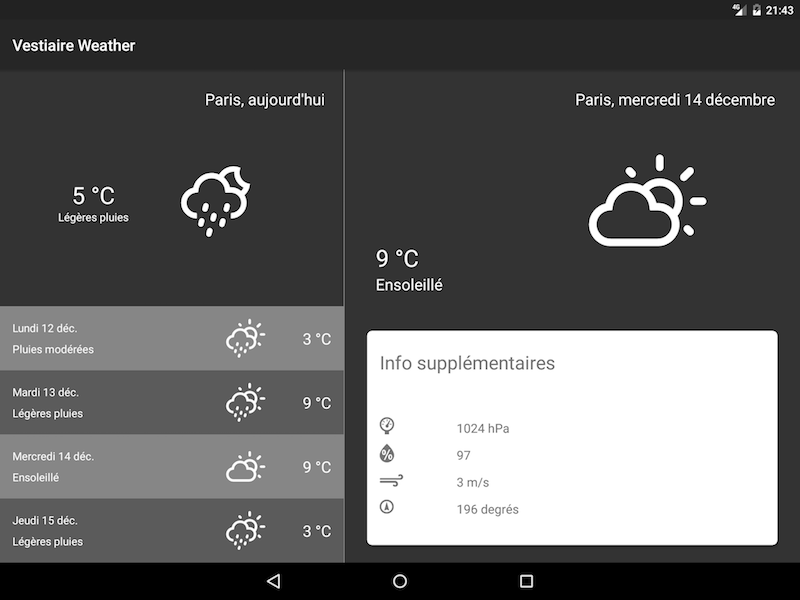 4G 21:43
Vestiaire Weather
Paris, aujourd'hui
5 °C
Légères pluies
Lundi 12 déc.
Pluies modérées
3 °C
Mardi 13 déc.
Légères pluies
9 °C
Mercredi 14 déc.
Ensoleillé
9 °C
Jeudi 15 déc.
Légères pluies
3 °C
Paris, mercredi 14 décembre
9 °C
Ensoleillé
Info supplémentaires
1024 hPa
% 97
3 m/s
196 degrés